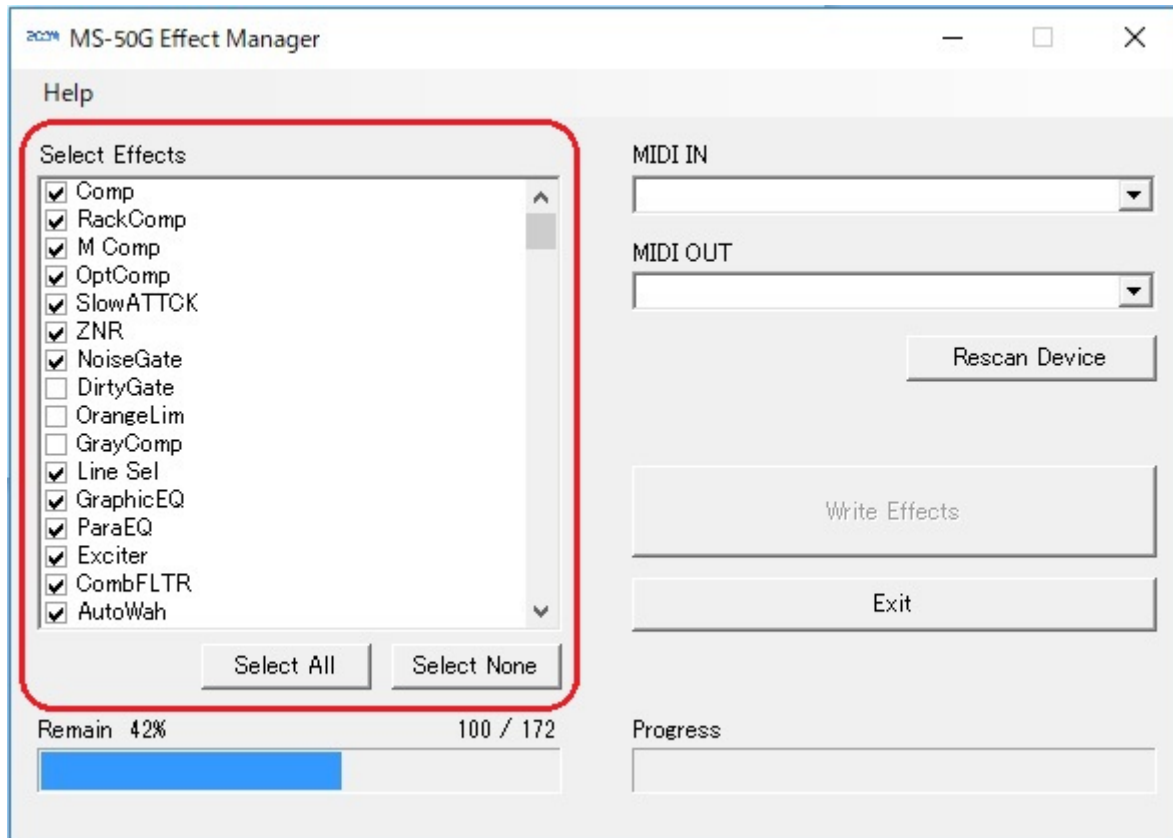 ZOOM MS-50G Effect Manager
Help
Select Effects
Comp
RackComp
M Comp
OptComp
SlowATTCK
ZNR
NoiseGate
DirtyGate
OrangeLim
GrayComp
Line Sel
GraphicEQ
ParaEQ
Exciter
CombFLTR
AutoWah
Select All Select None
Remain 42% 100 / 172
MIDI IN
MIDI OUT
Rescan Device
Write Effects
Exit
Progress